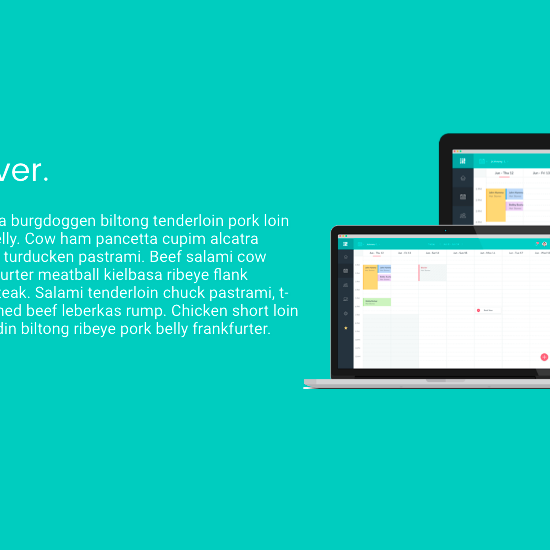 ver.
a burgdoggen biltong tenderloin pork loin
elly. Cow ham pancetta cupim alcatra
turducken pastrami. Beef salami cow
urter meatball kielbasa ribeye flank
teak. Salami tenderloin chuck pastrami, t-
ned beef leberkas rump. Chicken short loin
din biltong ribeye pork belly frankfurter.